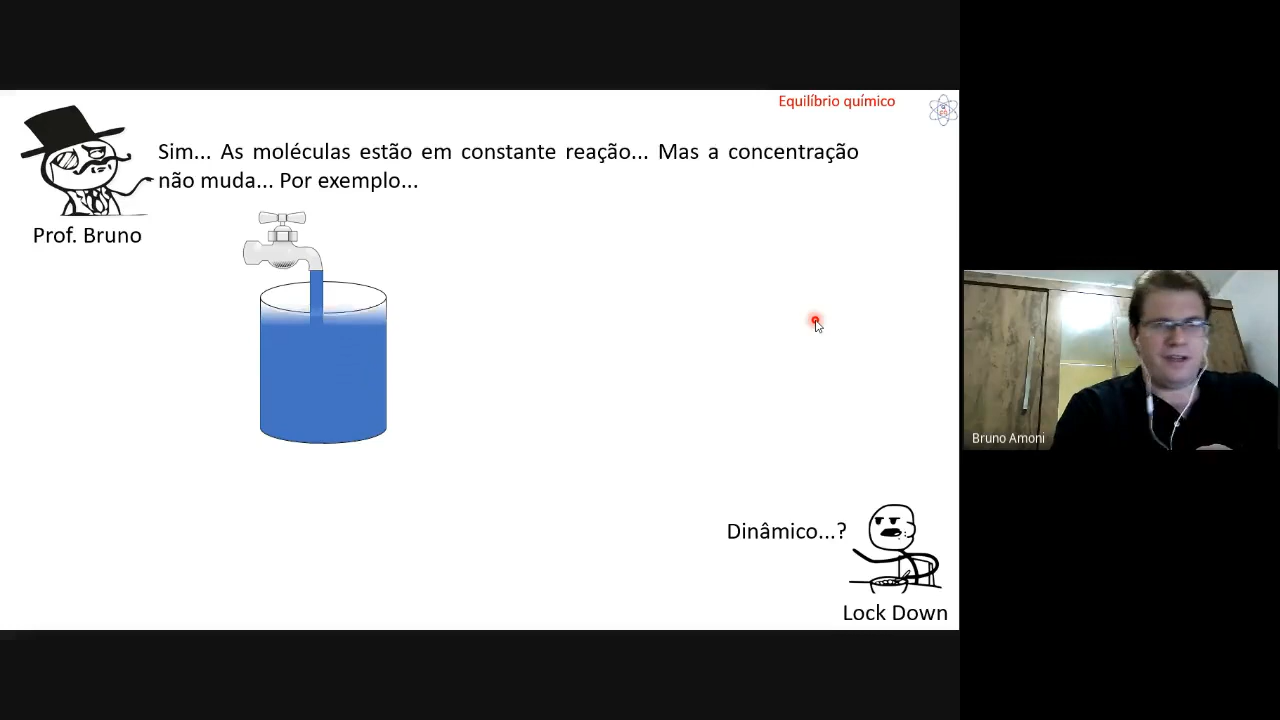 Equilíbrio químico
Sim... As moléculas estão em constante reação... Mas a concentração
não muda... Por exemplo...
Prof. Bruno
Bruno Amoni
Dinâmico...?
Lock Down